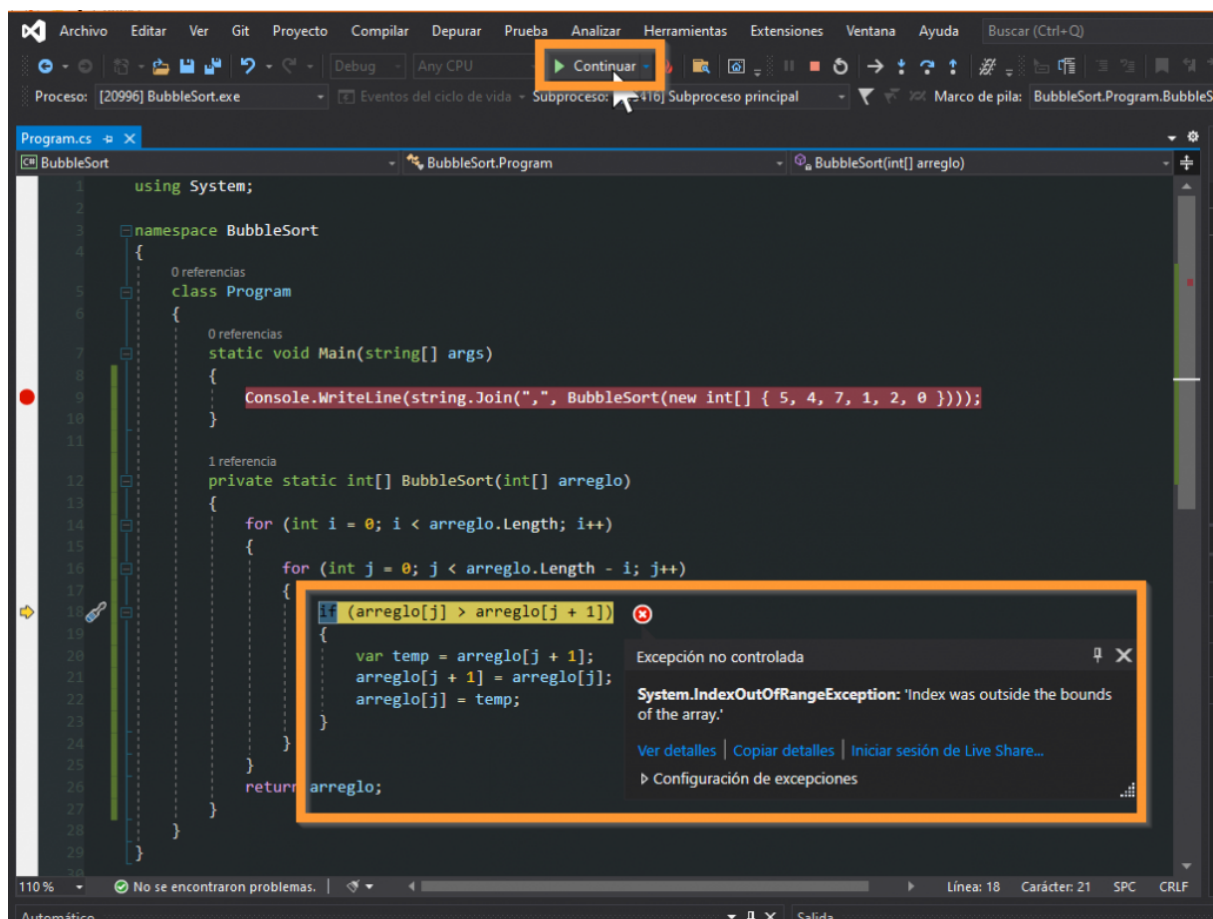 Archivo Editar Ver Git Proyecto Compilar Depurar Prueba Analizar Herramientas Extensiones Ventana Ayuda Buscar (Ctrl+Q)
Debug Any CPU Continuar
Proceso: [20996] BubbleSort.exe Eventos del ciclo de vida Subproceso: 416] Subproceso principal Marco de pila: BubbleSort.Program.BubbleS
Program.cs
BubbleSort BubbleSort.Program BubbleSort(int[] arreglo)
1 using System;
2
3 namespace BubbleSort
4 {
0 referencias
5 class Program
6 {
0 referencias
7 static void Main(string[] args)
8 {
9 Console.WriteLine(string.Join(",", BubbleSort(new int[] { 5, 4, 7, 1, 2, 0 })));
10 }
11
1 referencia
12 private static int[] BubbleSort(int[] arreglo)
13 {
14 for (int i = 0; i < arreglo.Length; i++)
15 {
16 for (int j = 0; j < arreglo.Length - i; j++)
17 {
18 if (arreglo[j] > arreglo[j + 1])
19 {
20 var temp = arreglo[j + 1];
21 arreglo[j + 1] = arreglo[j];
22 arreglo[j] = temp;
23 }
24 }
25 }
26 return arreglo;
27 }
28 }
29 }
30
Excepción no controlada
System.IndexOutOfRangeException: 'Index was outside the bounds
of the array.'
Ver detalles | Copiar detalles | Iniciar sesión de Live Share...
Configuración de excepciones
110 % No se encontraron problemas. Línea: 18 Carácter: 21 SPC CRLF
Automático Salida